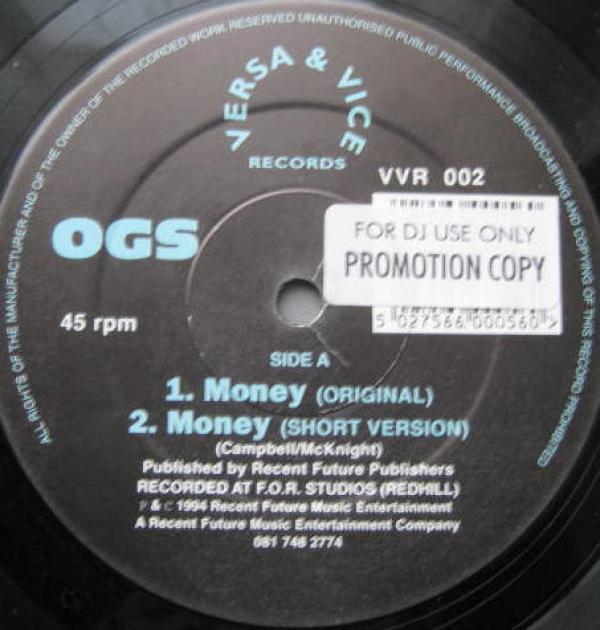 ALL RIGHTS OF THE MANUFACTURER AND OF THE OWNER OF THE RECORDED WORK RESERVED UNAUTHORISED PUBLIC PERFORMANCE BROADCASTING AND COPYING OF THIS RECORD PROHIBITED
VERSA & VICE
RECORDS
VVR 002
OGS
FOR DJ USE ONLY
PROMOTION COPY
5 027566 000560 >
45 rpm
SIDE A
1. Money (ORIGINAL)
2. Money (SHORT VERSION)
(Campbell/McKnight)
Published by Recent Future Publishers
RECORDED AT F.O.R. STUDIOS (REDHILL)
P & C 1994 Recent Future Music Entertainment
A Recent Future Music Entertainment Company
081 748 2774